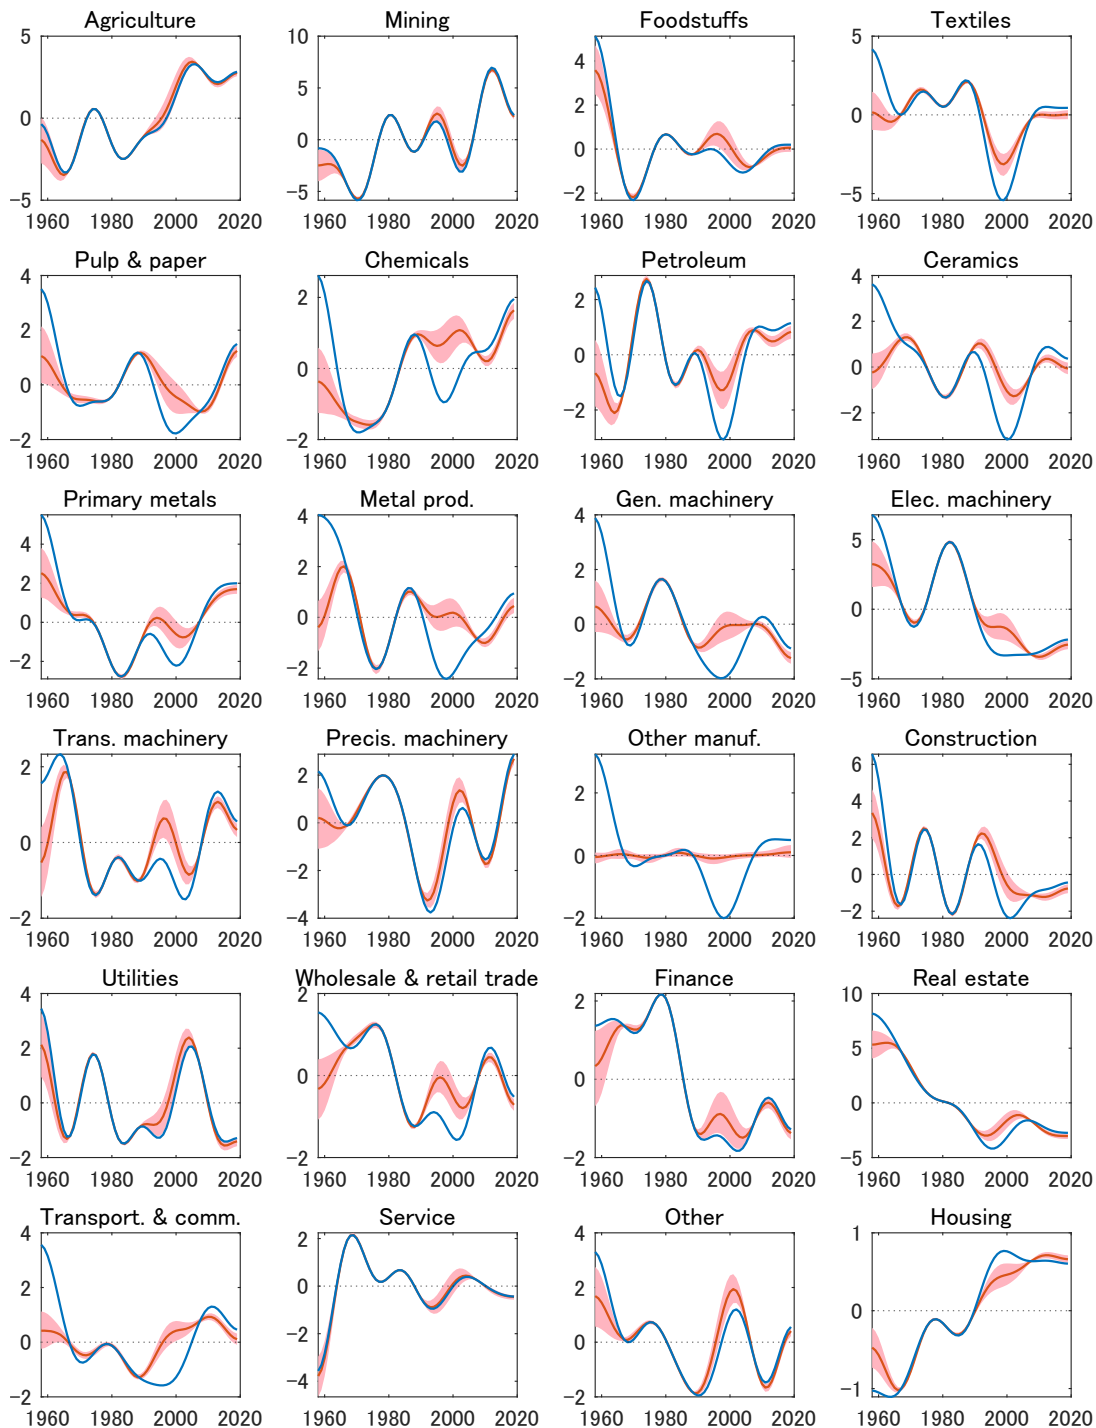 Agriculture Mining Foodstuffs Textiles
5 10 4 5
0 5 2 0
−5 0 0 −5
−5 −2
1960 1980 2000 2020 1960 1980 2000 2020 1960 1980 2000 2020 1960 1980 2000 2020
Pulp & paper Chemicals Petroleum Ceramics
4 2 2 4
2 0 0 2
0 −2 −2 0
−2 −2
1960 1980 2000 2020 1960 1980 2000 2020 1960 1980 2000 2020 1960 1980 2000 2020
Primary metals Metal prod. Gen. machinery Elec. machinery
4 4 4 5
2 2 2 0
0 0 0 −5
−2 −2 −2
1960 1980 2000 2020 1960 1980 2000 2020 1960 1980 2000 2020 1960 1980 2000 2020
Trans. machinery Precis. machinery Other manuf. Construction
2 2 2 6
0 0 0 4
−2 −2 −2 2
−4 0
−2
1960 1980 2000 2020 1960 1980 2000 2020 1960 1980 2000 2020 1960 1980 2000 2020
Utilities Wholesale & retail trade Finance Real estate
4 2 2 10
2 0 0 5
0 −2 −2 0
−2 −5
1960 1980 2000 2020 1960 1980 2000 2020 1960 1980 2000 2020 1960 1980 2000 2020
Transport. & comm. Service Other Housing
4 2 4 1
2 0 2 0
0 −2 0 −1
−2 −4 −2
1960 1980 2000 2020 1960 1980 2000 2020 1960 1980 2000 2020 1960 1980 2000 2020